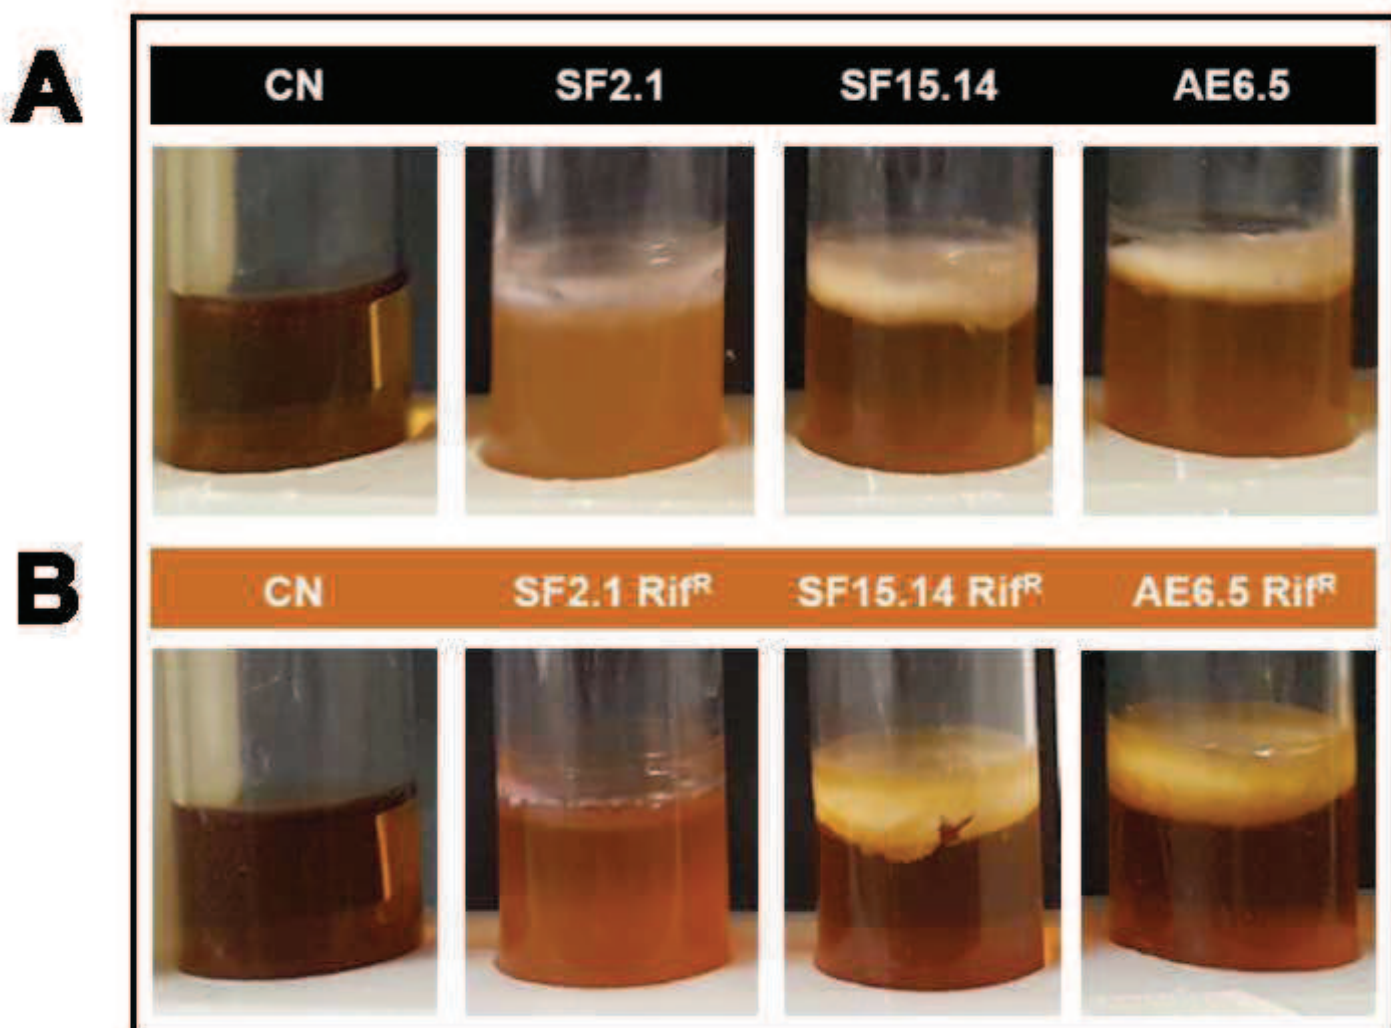 A
CN SF2.1 SF15.14 AE6.5
B
CN SF2.1 Rifᴿ SF15.14 Rifᴿ AE6.5 Rifᴿ